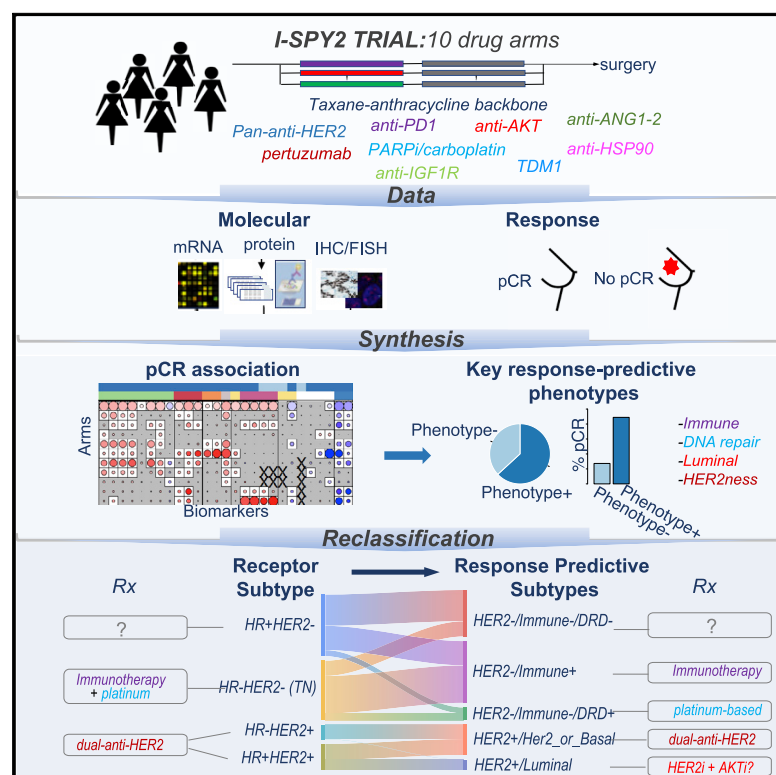 I-SPY2 TRIAL:10 drug arms
surgery
Taxane-anthracycline backbone
Pan-anti-HER2
anti-PD1
anti-AKT
anti-ANG1-2
pertuzumab
PARPi/carboplatin
anti-HSP90
anti-IGF1R
TDM1
Data
Molecular
Response
mRNA
protein
IHC/FISH
pCR
No pCR
Synthesis
pCR association
Key response-predictive
phenotypes
Arms
Biomarkers
Phenotype-
Phenotype+
% pCR
Phenotype+
Phenotype-
-Immune
-DNA repair
-Luminal
-HER2ness
Reclassification
Rx
Receptor
Subtype
Response Predictive
Subtypes
Rx
?
HR+HER2-
HER2-/Immune-/DRD-
?
Immunotherapy
+ platinum
HR-HER2- (TN)
HER2-/Immune+
Immunotherapy
HER2-/Immune-/DRD+
platinum-based
dual-anti-HER2
HR-HER2+
HR+HER2+
HER2+/Her2_or_Basal
dual-anti-HER2
HER2+/Luminal
HER2i + AKTi?